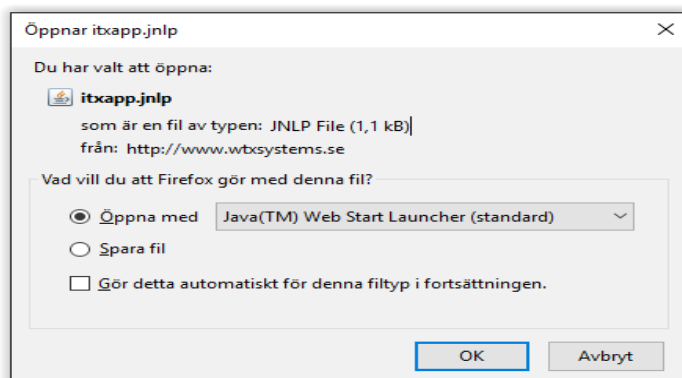 Öppnar itxapp.jnlp
Du har valt att öppna:
itxapp.jnlp
som är en fil av typen: JNLP File (1,1 kB)
från: http://www.wtxsystems.se
Vad vill du att Firefox gör med denna fil?
Öppna med Java(TM) Web Start Launcher (standard)
Spara fil
Gör detta automatiskt för denna filtyp i fortsättningen.
OK Avbryt